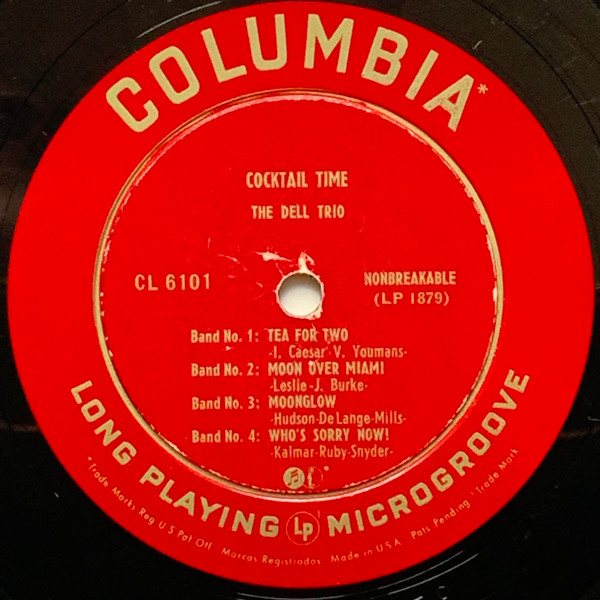 COLUMBIA*
COCKTAIL TIME
THE DELL TRIO
CL 6101
NONBREAKABLE
(LP 1879)
Band No. 1: TEA FOR TWO
-I. Caesar V. Youmans-
Band No. 2: MOON OVER MIAMI
-Leslie-J. Burke-
Band No. 3: MOONGLOW
-Hudson-De Lange-Mills-
Band No. 4: WHO'S SORRY NOW!
-Kalmar-Ruby-Snyder-
LONG PLAYING Lp MICROGROOVE
*Trade Marks Reg U S Pat Off. Marcas Registradas. Made in U.S.A. Pats Pending ' Trade Mark